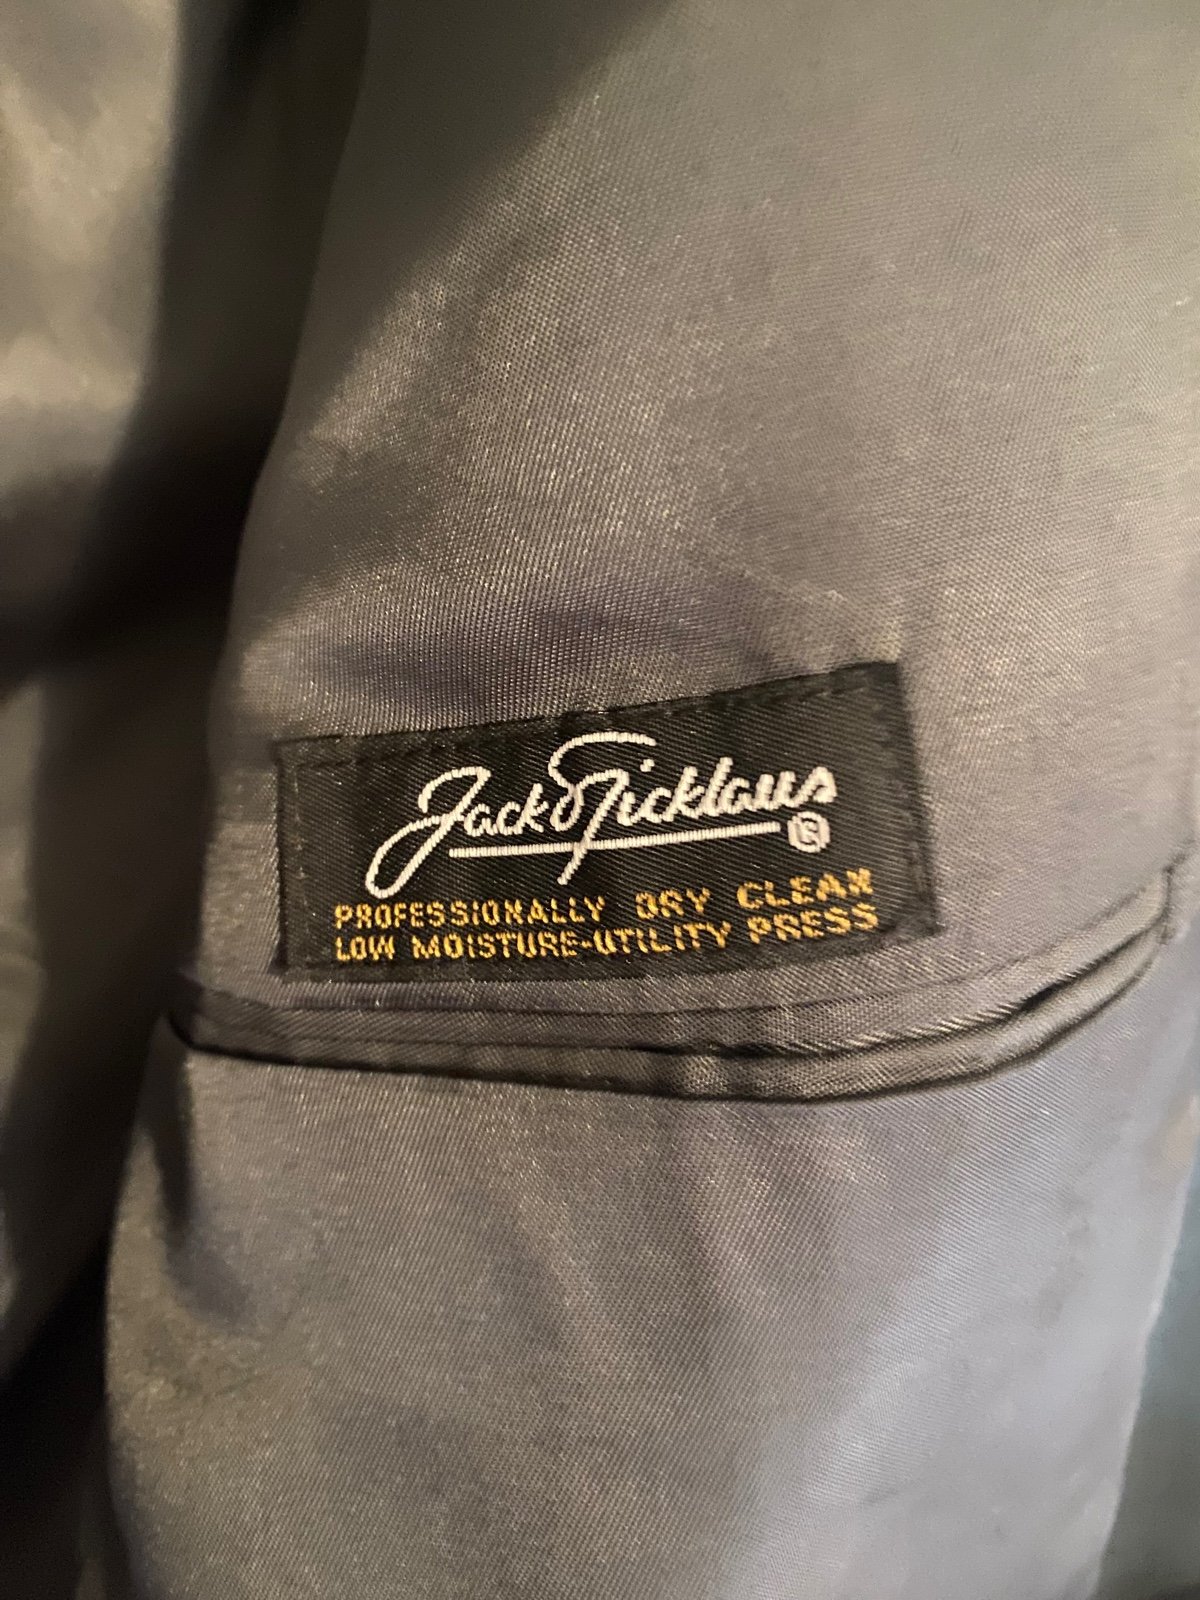 Jack Nicklaus ®
PROFESSIONALLY DRY CLEAN
LOW MOISTURE-UTILITY PRESS